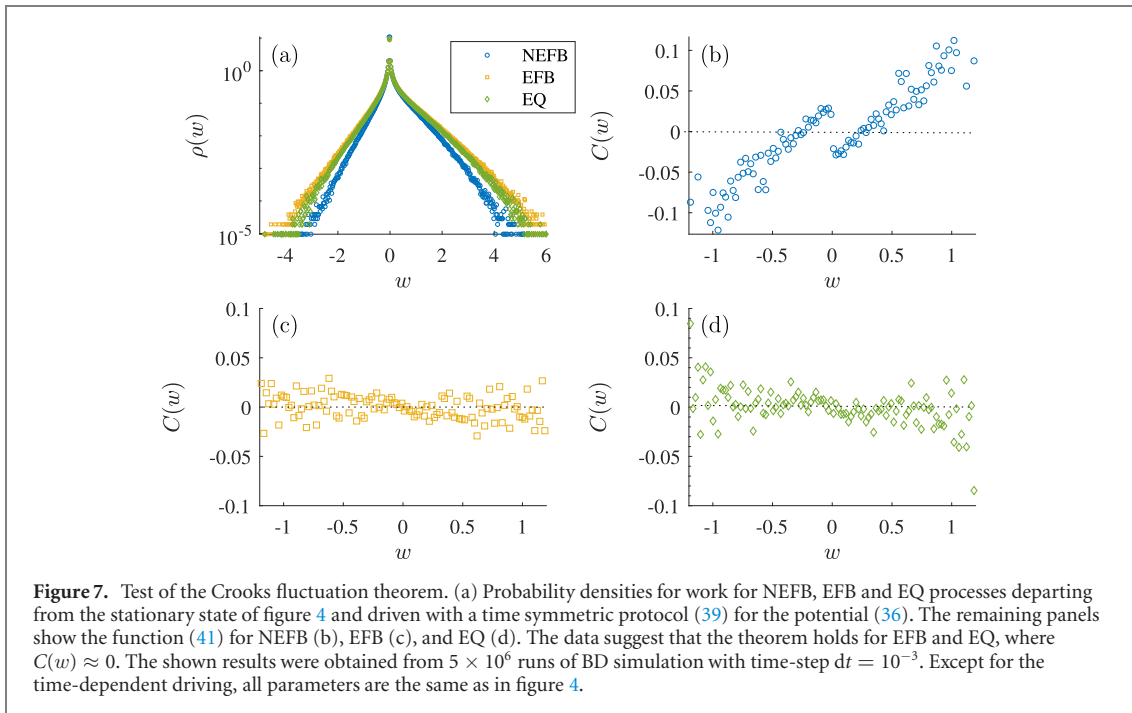 (a)
NEFB
EFB
EQ
10^0
10^-5
ρ(w)
-4 -2 0 2 4 6
w
(b)
0.1
0.05
0
-0.05
-0.1
C(w)
-1 -0.5 0 0.5 1
w
(c)
0.1
0.05
0
-0.05
-0.1
C(w)
-1 -0.5 0 0.5 1
w
(d)
0.1
0.05
0
-0.05
-0.1
C(w)
-1 -0.5 0 0.5 1
w
Figure 7. Test of the Crooks fluctuation theorem. (a) Probability densities for work for NEFB, EFB and EQ processes departing
from the stationary state of figure 4 and driven with a time symmetric protocol (39) for the potential (36). The remaining panels
show the function (41) for NEFB (b), EFB (c), and EQ (d). The data suggest that the theorem holds for EFB and EQ, where
C(w) ≈ 0. The shown results were obtained from 5 × 10^6 runs of BD simulation with time-step dt = 10^-3. Except for the
time-dependent driving, all parameters are the same as in figure 4.